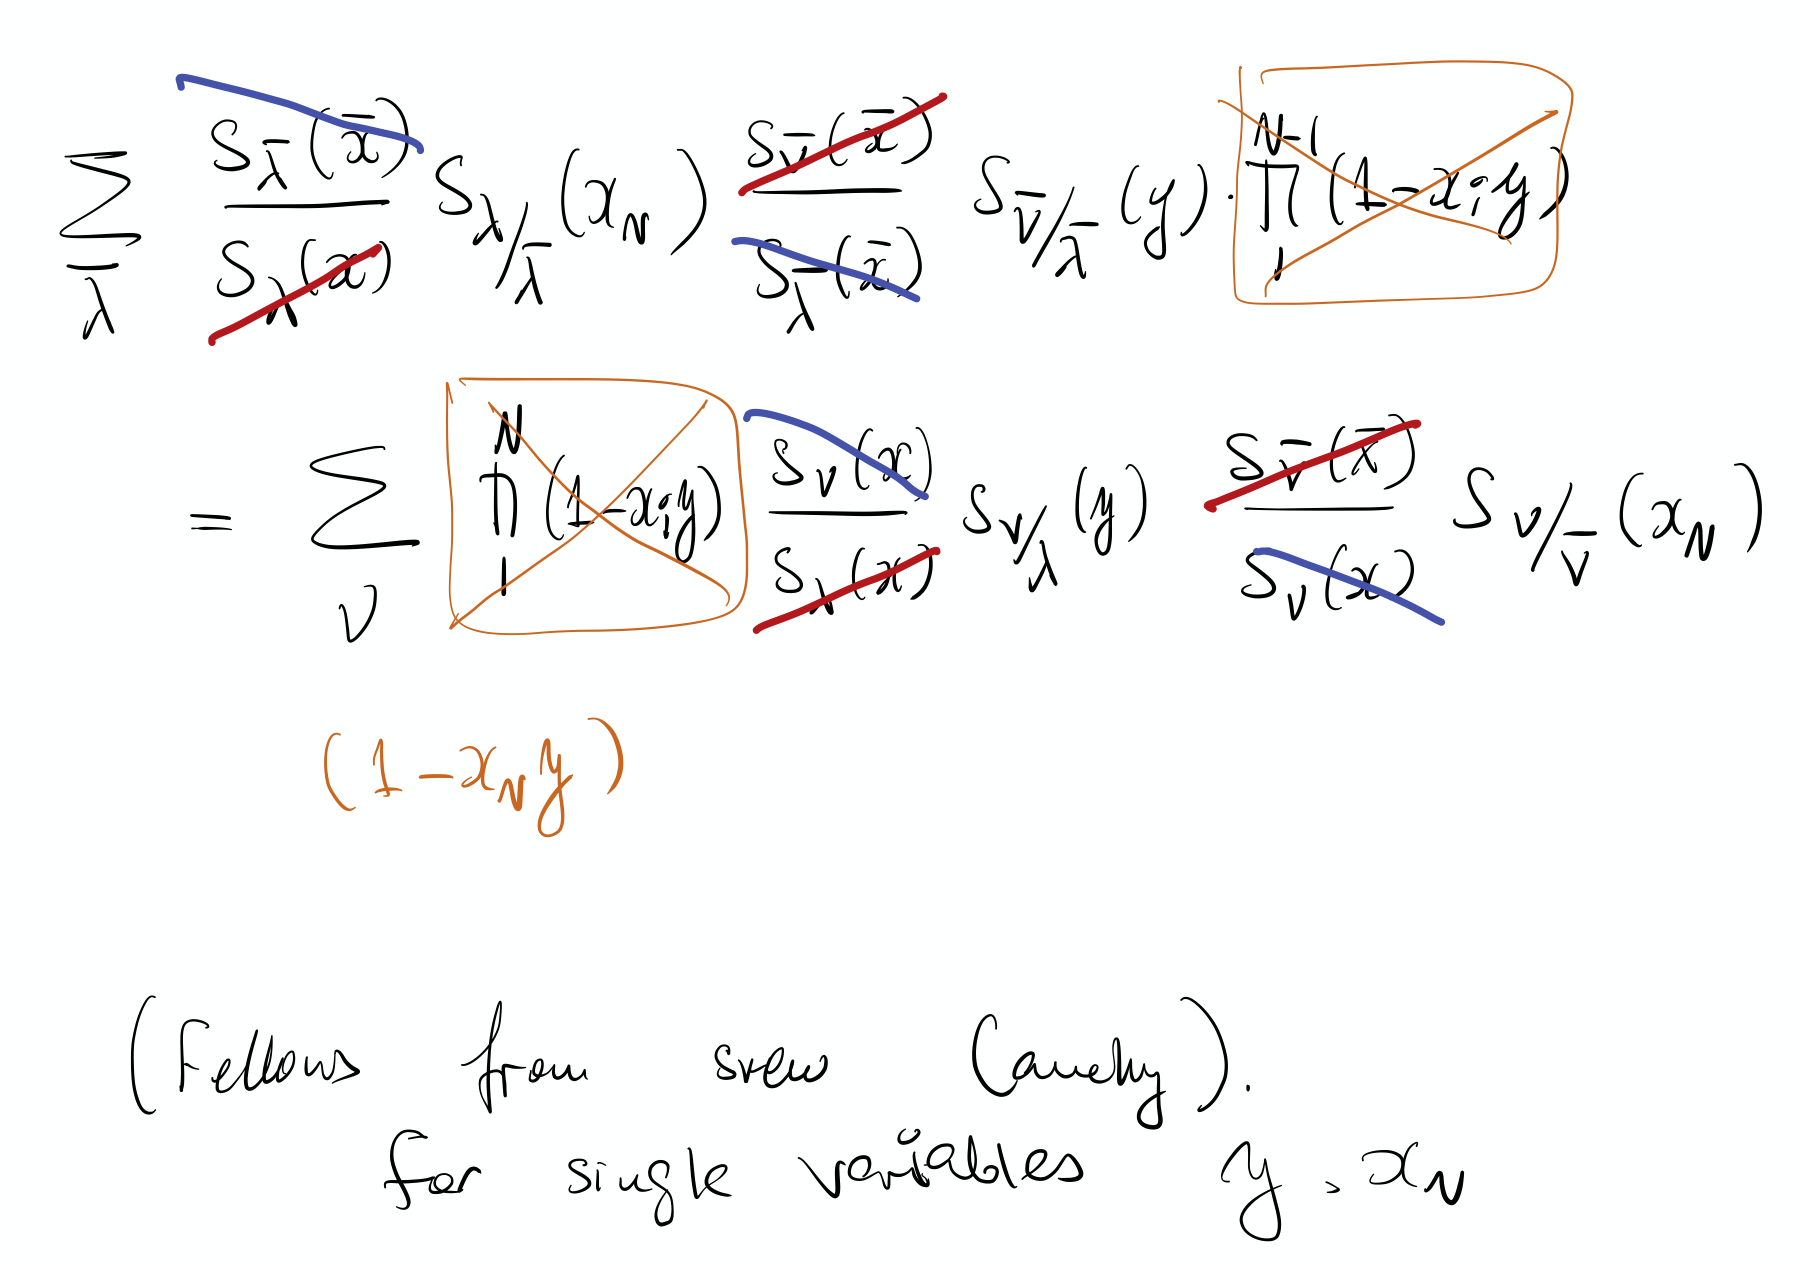 $\sum_{\bar{\lambda}} \frac{S_{\bar{\lambda}}(\bar{x})}{S_{\lambda}(x)} S_{\lambda/\bar{\lambda}}(x_N) \frac{S_{\bar{\nu}}(\bar{x})}{S_{\bar{\lambda}}(\bar{x})} S_{\bar{\nu}/\bar{\lambda}}(y) \cdot \prod_{1}^{N-1} (1 - x_i y)$
$= \sum_{\nu} \prod_{1}^{N} (1 - x_i y) \frac{S_{\nu}(x)}{S_{\lambda}(x)} S_{\nu/\lambda}(y) \frac{S_{\bar{\nu}}(\bar{x})}{S_{\nu}(x)} S_{\nu/\bar{\nu}}(x_N)$
$(1 - x_N y)$
(Follows from skew Cauchy).
for single variables y, $x_N$